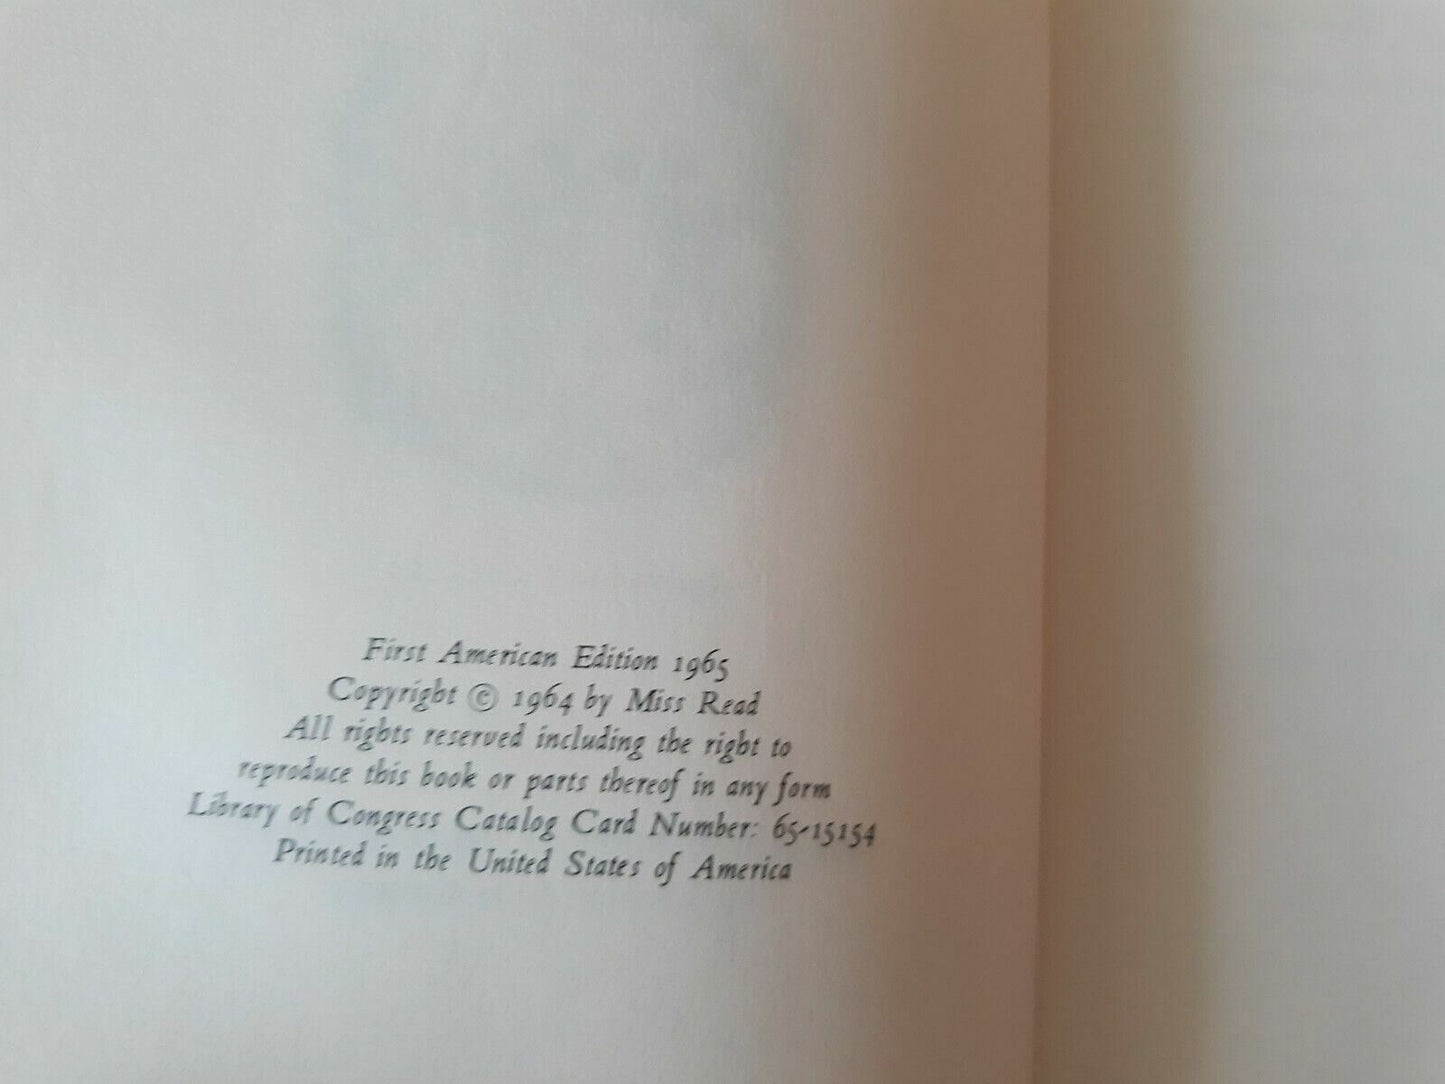 First American Edition 1965
Copyright © 1964 by Miss Read
All rights reserved including the right to
reproduce this book or parts thereof in any form
Library of Congress Catalog Card Number: 65-15154
Printed in the United States of America